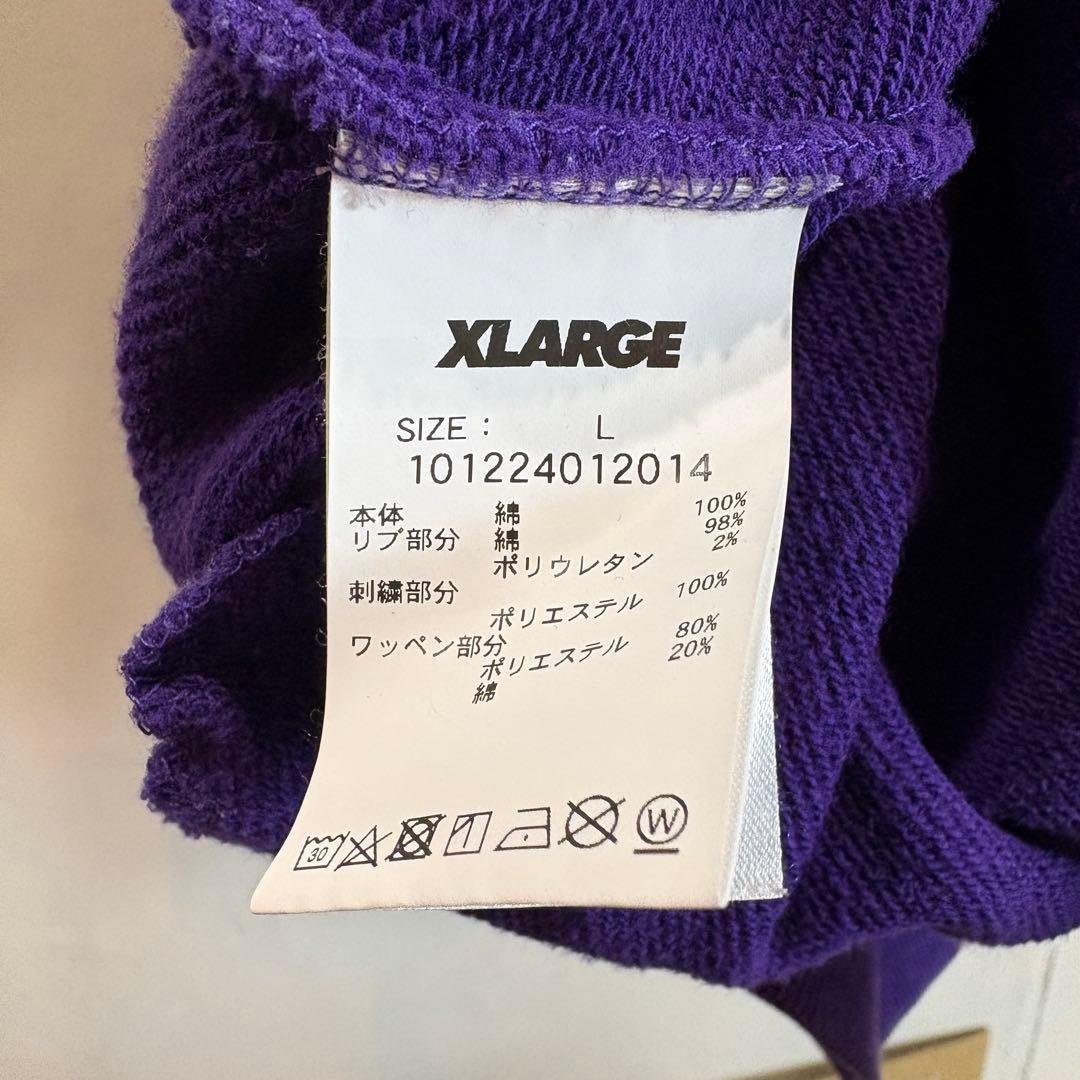 XLARGE
SIZE : L
101224012014
本体 綿 100%
リブ部分 綿 98%
ポリウレタン 2%
刺繍部分
ポリエステル 100%
ワッペン部分
ポリエステル 80%
綿 20%
30 W